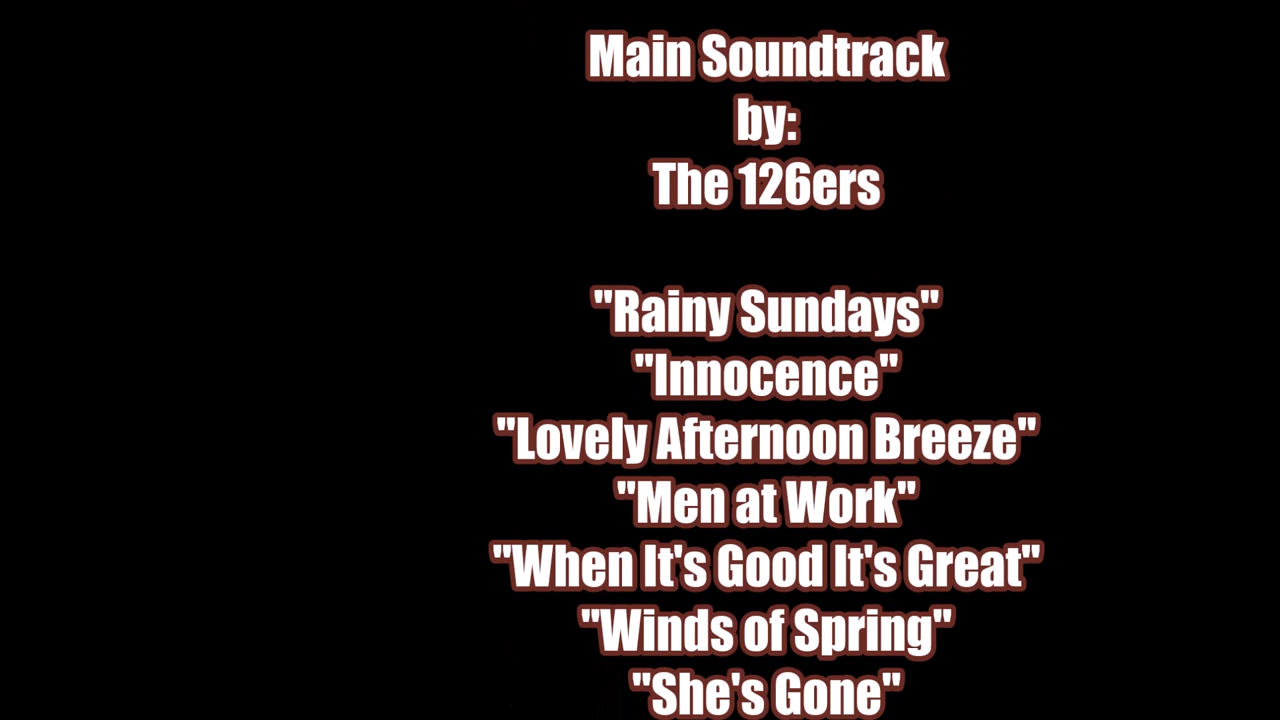 Main Soundtrack
by:
The 126ers
"Rainy Sundays"
"Innocence"
"Lovely Afternoon Breeze"
"Men at Work"
"When It's Good It's Great"
"Winds of Spring"
"She's Gone"